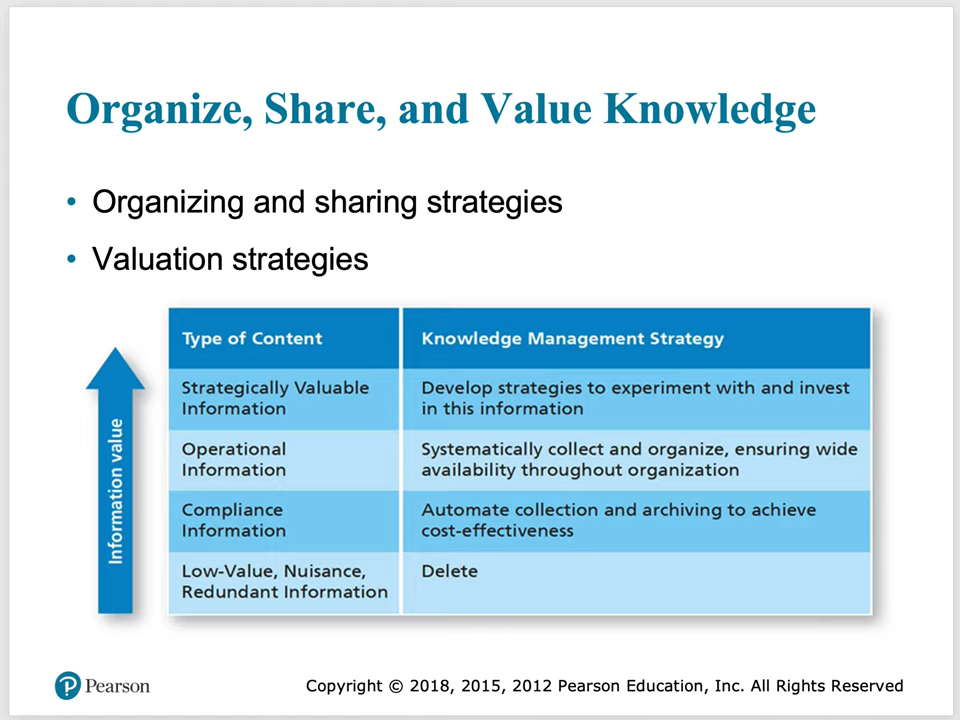 Organize, Share, and Value Knowledge
• Organizing and sharing strategies
• Valuation strategies
Information value
Type of Content
Knowledge Management Strategy
Strategically Valuable
Information
Develop strategies to experiment with and invest
in this information
Operational
Information
Systematically collect and organize, ensuring wide
availability throughout organization
Compliance
Information
Automate collection and archiving to achieve
cost-effectiveness
Low-Value, Nuisance,
Redundant Information
Delete
P Pearson
Copyright © 2018, 2015, 2012 Pearson Education, Inc. All Rights Reserved